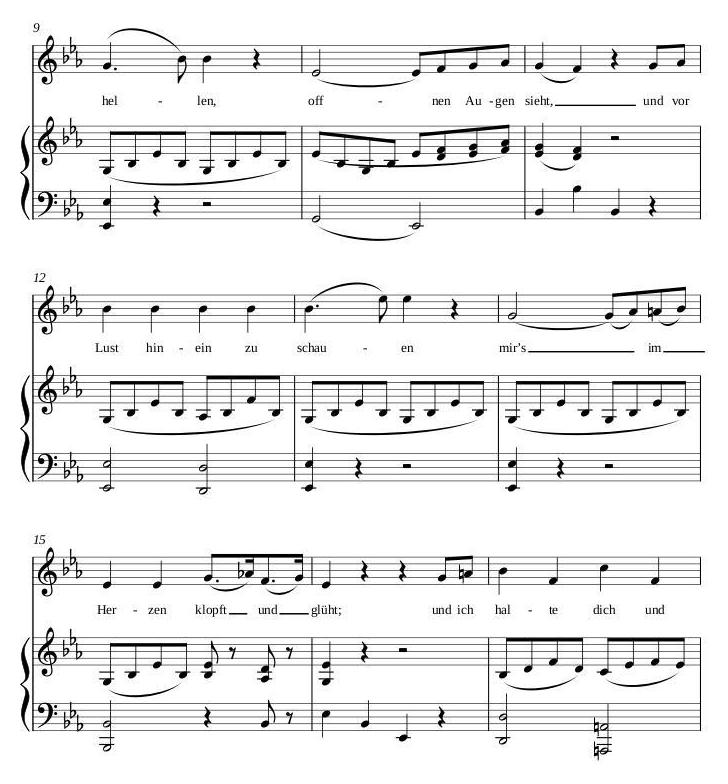 9
hel - len, off - nen Au - gen sieht, und vor
12
Lust hin - ein zu schau - en mir's im
15
Her - zen klopft und glüht; und ich hal - te dich und